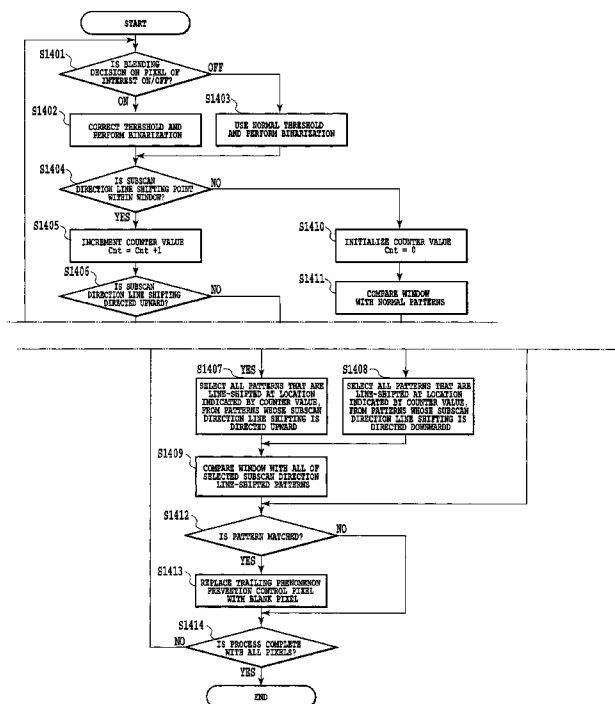 START
S1401
IS BLENDING
DECISION ON PIXEL OF
INTEREST ON/OFF?
OFF
ON
S1402
CORRECT THRESHOLD AND
PERFORM BINARIZATION
S1403
USE NORMAL THRESHOLD
AND PERFORM BINARIZATION
S1404
IS SUBSCAN
DIRECTION LINE SHIFTING POINT
WITHIN WINDOW?
NO
YES
S1405
INCREMENT COUNTER VALUE
Cnt = Cnt +1
S1410
INITIALIZE COUNTER VALUE
Cnt = 0
S1406
IS SUBSCAN
DIRECTION LINE SHIFTING
DIRECTED UPWARD?
NO
S1411
COMPARE WINDOW
WITH NORMAL PATTERNS
S1407
YES
SELECT ALL PATTERNS THAT ARE
LINE-SHIFTED AT LOCATION
INDICATED BY COUNTER VALUE,
FROM PATTERNS WHOSE SUBSCAN
DIRECTION LINE SHIFTING IS
DIRECTED UPWARD
S1408
SELECT ALL PATTERNS THAT ARE
LINE-SHIFTED AT LOCATION
INDICATED BY COUNTER VALUE,
FROM PATTERNS WHOSE SUBSCAN
DIRECTION LINE SHIFTING IS
DIRECTED DOWNWARDD
S1409
COMPARE WINDOW WITH ALL OF
SELECTED SUBSCAN DIRECTION
LINE-SHIFTED PATTERNS
S1412
IS PATTERN MATCHED?
NO
YES
S1413
REPLACE TRAILING PHENOMENON
PREVENTION CONTROL PIXEL
WITH BLANK PIXEL
S1414
NO
IS PROCESS COMPLETE
WITH ALL PIXELS?
YES
END